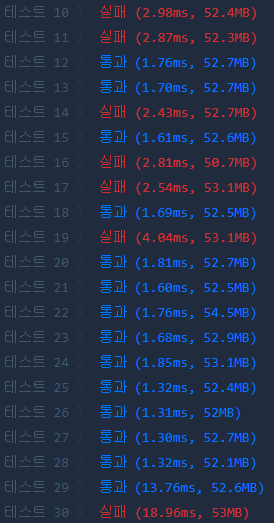 테스트 10 〉 실패 (2.98ms, 52.4MB)
테스트 11 〉 실패 (2.87ms, 52.3MB)
테스트 12 〉 통과 (1.76ms, 52.7MB)
테스트 13 〉 통과 (1.70ms, 52.7MB)
테스트 14 〉 실패 (2.43ms, 52.7MB)
테스트 15 〉 통과 (1.61ms, 52.6MB)
테스트 16 〉 실패 (2.81ms, 50.7MB)
테스트 17 〉 실패 (2.54ms, 53.1MB)
테스트 18 〉 통과 (1.69ms, 52.5MB)
테스트 19 〉 실패 (4.04ms, 53.1MB)
테스트 20 〉 통과 (1.81ms, 52.7MB)
테스트 21 〉 통과 (1.60ms, 52.5MB)
테스트 22 〉 통과 (1.76ms, 54.5MB)
테스트 23 〉 통과 (1.68ms, 52.9MB)
테스트 24 〉 통과 (1.85ms, 53.1MB)
테스트 25 〉 통과 (1.32ms, 52.4MB)
테스트 26 〉 통과 (1.31ms, 52MB)
테스트 27 〉 통과 (1.30ms, 52.7MB)
테스트 28 〉 통과 (1.32ms, 52.1MB)
테스트 29 〉 통과 (13.76ms, 52.6MB)
테스트 30 〉 실패 (18.96ms, 53MB)